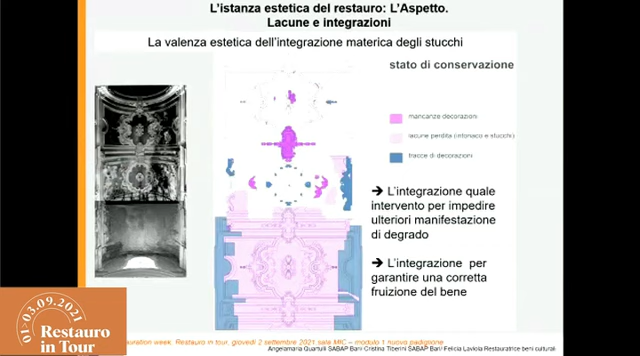 L'istanza estetica del restauro: L'Aspetto.
Lacune e integrazioni
La valenza estetica dell'integrazione materica degli stucchi
stato di conservazione
mancanze decorazioni
lacune perdita (intonaco e stucchi)
tracce di decorazioni
➔ L'integrazione quale
intervento per impedire
ulteriori manifestazione
di degrado
➔ L'integrazione per
garantire una corretta
fruizione del bene
01>03.09.2021
Restauro
in Tour
uration week, Restauro in tour, giovedì 2 settembre 2021 sala MIC – modulo 1 nuovo padiglione
Angelamaria Quartulli SABAP Bari-Cristina Tiberini SABAP Bari Felicia Laviola Restauratrice beni culturali